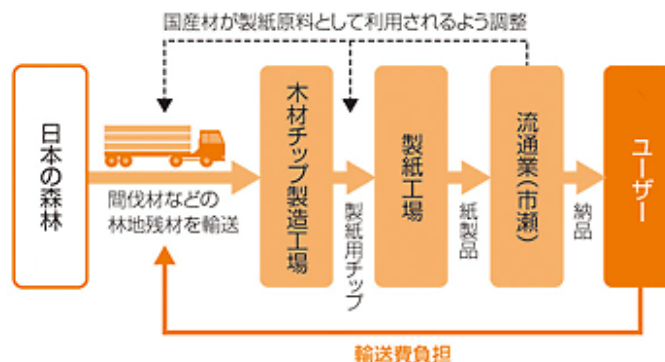 国産材が製紙原料として利用されるよう調整
日本の森林
間伐材などの
林地残材を輸送
木材チップ製造工場
製紙用チップ
製紙工場
紙製品
流通業(市瀬)
納品
ユーザー
輸送費負担